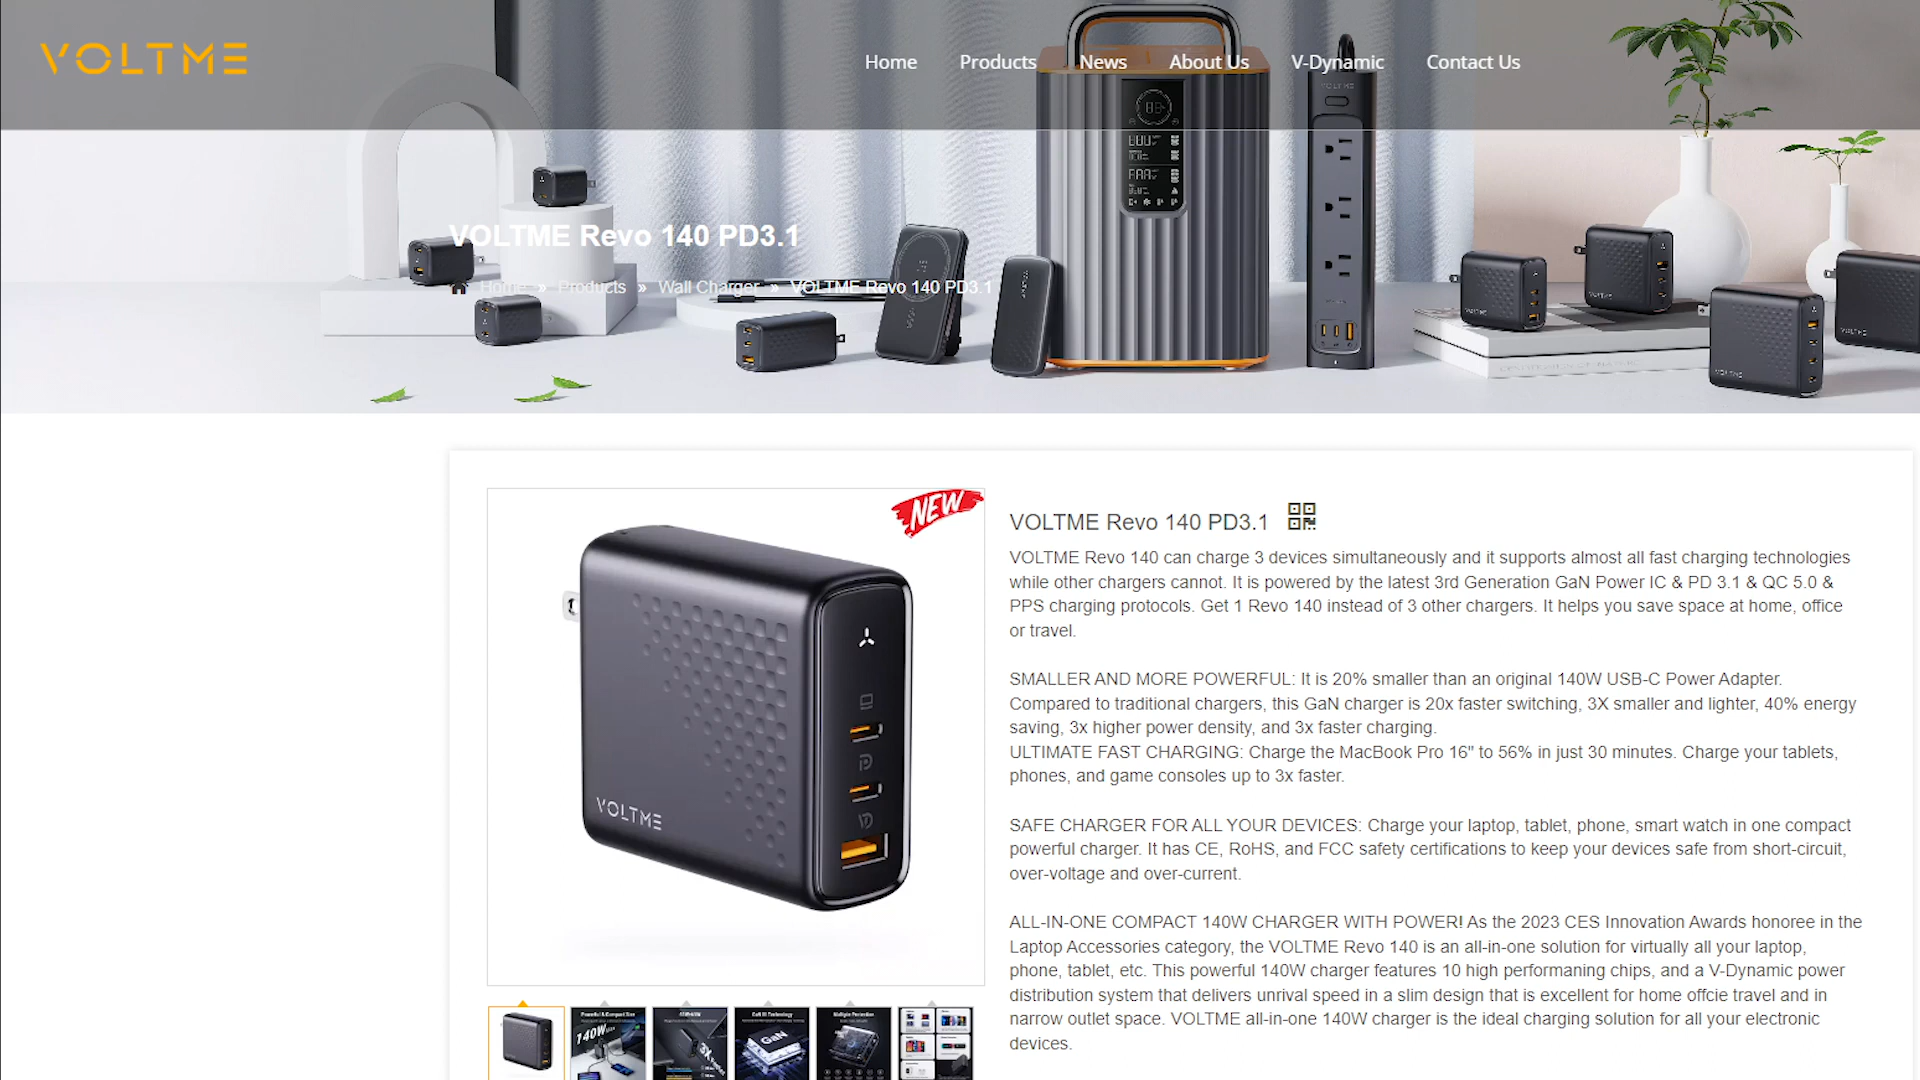 VOLTME
Home
Products
News
About Us
V-Dynamic
Contact Us
VOLTME Revo 140 PD3.1
Home » Products » Wall Charger » VOLTME Revo 140 PD3.1
NEW
VOLTME
VOLTME Revo 140 PD3.1
VOLTME Revo 140 can charge 3 devices simultaneously and it supports almost all fast charging technologies
while other chargers cannot. It is powered by the latest 3rd Generation GaN Power IC & PD 3.1 & QC 5.0 &
PPS charging protocols. Get 1 Revo 140 instead of 3 other chargers. It helps you save space at home, office
or travel.
SMALLER AND MORE POWERFUL: It is 20% smaller than an original 140W USB-C Power Adapter.
Compared to traditional chargers, this GaN charger is 20x faster switching, 3X smaller and lighter, 40% energy
saving, 3x higher power density, and 3x faster charging.
ULTIMATE FAST CHARGING: Charge the MacBook Pro 16" to 56% in just 30 minutes. Charge your tablets,
phones, and game consoles up to 3x faster.
SAFE CHARGER FOR ALL YOUR DEVICES: Charge your laptop, tablet, phone, smart watch in one compact
powerful charger. It has CE, RoHS, and FCC safety certifications to keep your devices safe from short-circuit,
over-voltage and over-current.
ALL-IN-ONE COMPACT 140W CHARGER WITH POWER! As the 2023 CES Innovation Awards honoree in the
Laptop Accessories category, the VOLTME Revo 140 is an all-in-one solution for virtually all your laptop,
phone, tablet, etc. This powerful 140W charger features 10 high performaning chips, and a V-Dynamic power
distribution system that delivers unrival speed in a slim design that is excellent for home offcie travel and in
narrow outlet space. VOLTME all-in-one 140W charger is the ideal charging solution for all your electronic
devices.
Powerful & Compact Size
140W
3X
GaN III Technology
GaN
Multiple Protection